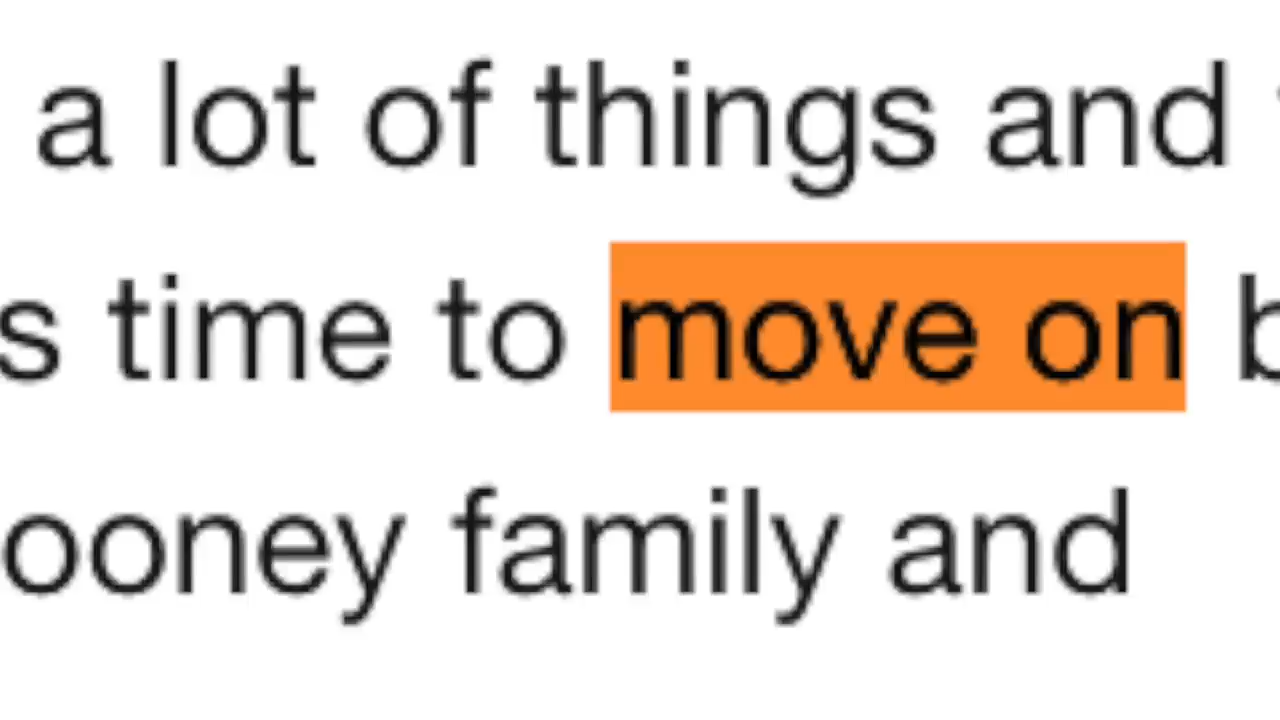 a lot of things and
s time to move on b
ooney family and